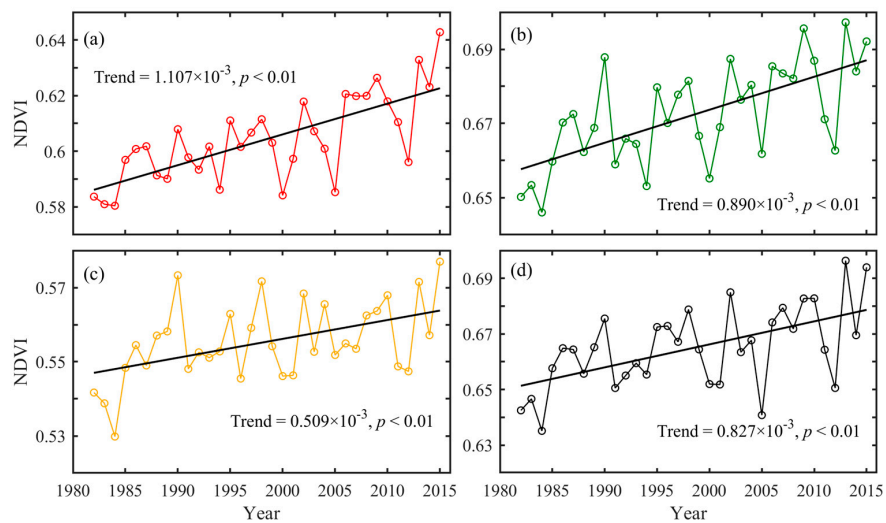 (a)
Trend = 1.107×10⁻³, p < 0.01
0.64
0.62
0.6
0.58
NDVI
(b)
Trend = 0.890×10⁻³, p < 0.01
0.69
0.67
0.65
(c)
Trend = 0.509×10⁻³, p < 0.01
0.57
0.55
0.53
NDVI
1980 1985 1990 1995 2000 2005 2010 2015
Year
(d)
Trend = 0.827×10⁻³, p < 0.01
0.69
0.67
0.65
0.63
1980 1985 1990 1995 2000 2005 2010 2015
Year